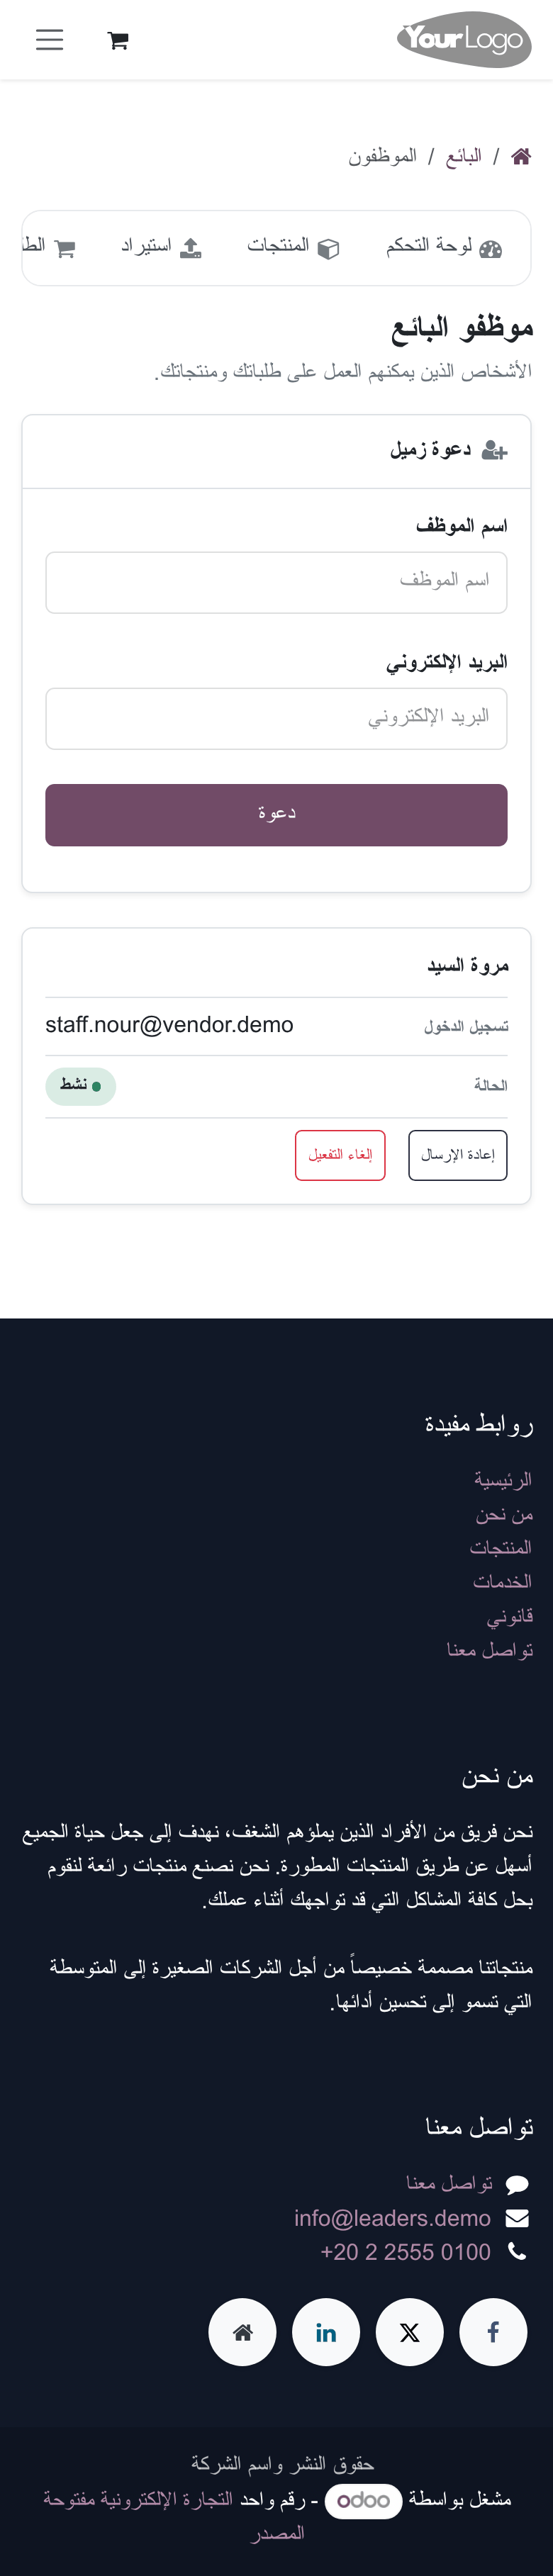 YourLogo
البائع / الموظفون /
لوحة التحكم المنتجات استيراد الطا
موظفو البائع
الأشخاص الذين يمكنهم العمل على طلباتك ومنتجاتك.
دعوة زميل
اسم الموظف
اسم الموظف
البريد الإلكتروني
البريد الإلكتروني
دعوة
مروة السيد
تسجيل الدخول staff.nour@vendor.demo
الحالة نشط
إعادة الإرسال إلغاء التفعيل
روابط مفيدة
الرئيسية
من نحن
المنتجات
الخدمات
قانوني
تواصل معنا
من نحن
نحن فريق من الأفراد الذين يملؤهم الشغف، نهدف إلى جعل حياة الجميع
أسهل عن طريق المنتجات المطورة. نحن نصنع منتجات رائعة لنقوم
بحل كافة المشاكل التي قد تواجهك أثناء عملك.
منتجاتنا مصممة خصيصاً من أجل الشركات الصغيرة إلى المتوسطة
التي تسمو إلى تحسين أدائها.
تواصل معنا
تواصل معنا
info@leaders.demo
+20 2 2555 0100
حقوق النشر واسم الشركة
مشغل بواسطة odoo - رقم واحد التجارة الإلكترونية مفتوحة
المصدر